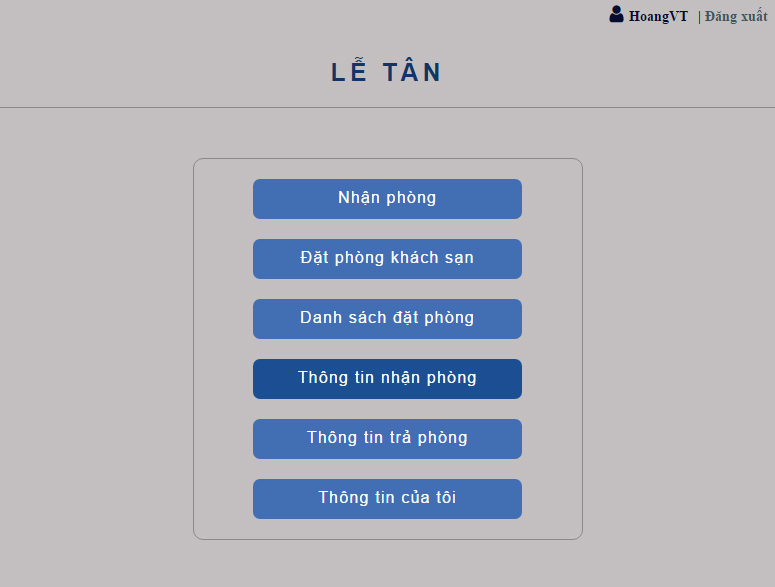 HoangVT | Đăng xuất
LỄ TÂN
Nhận phòng
Đặt phòng khách sạn
Danh sách đặt phòng
Thông tin nhận phòng
Thông tin trả phòng
Thông tin của tôi